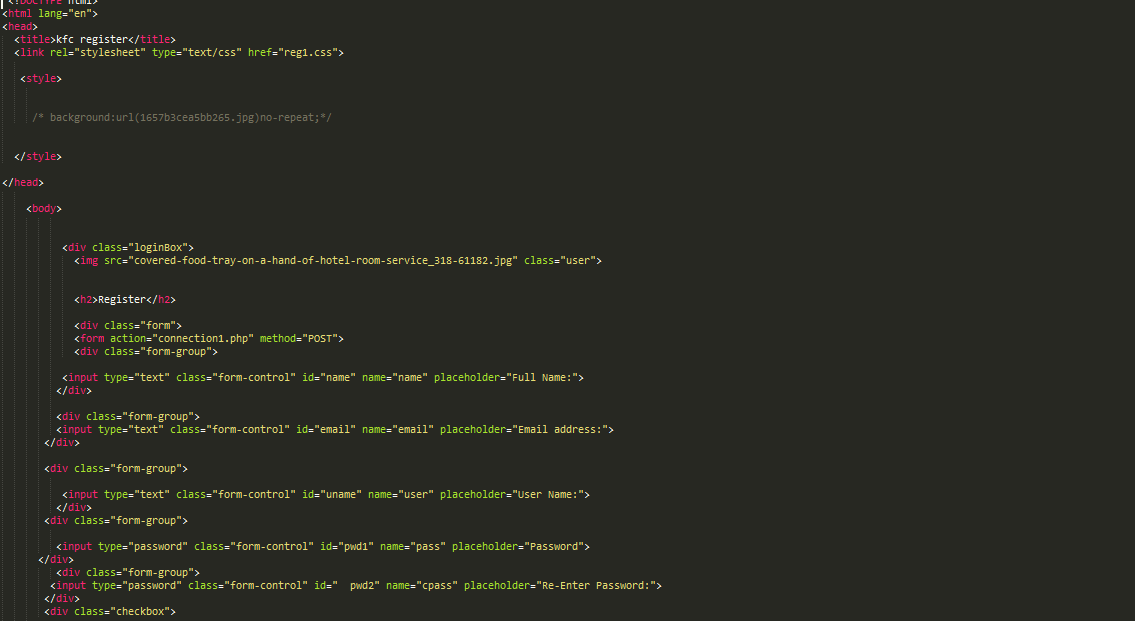 <!DOCTYPE html>
<html lang="en">
<head>
<title>kfc register</title>
<link rel="stylesheet" type="text/css" href="reg1.css">
<style>
/* background:url(1657b3cea5bb265.jpg)no-repeat;*/
</style>
</head>
<body>
<div class="loginBox">
<img src="covered-food-tray-on-a-hand-of-hotel-room-service_318-61182.jpg" class="user">
<h2>Register</h2>
<div class="form">
<form action="connection1.php" method="POST">
<div class="form-group">
<input type="text" class="form-control" id="name" name="name" placeholder="Full Name:">
</div>
<div class="form-group">
<input type="text" class="form-control" id="email" name="email" placeholder="Email address:">
</div>
<div class="form-group">
<input type="text" class="form-control" id="uname" name="user" placeholder="User Name:">
</div>
<div class="form-group">
<input type="password" class="form-control" id="pwd1" name="pass" placeholder="Password">
</div>
<div class="form-group">
<input type="password" class="form-control" id="  pwd2" name="cpass" placeholder="Re-Enter Password:">
</div>
<div class="checkbox">